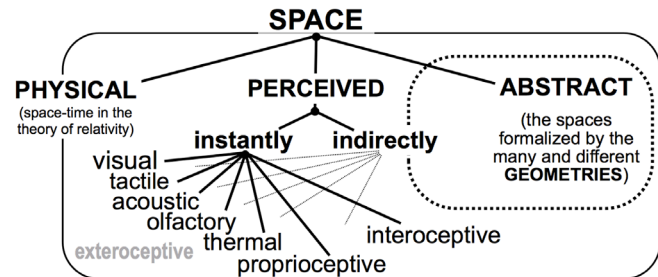 SPACE
PHYSICAL
(space-time in the
theory of relativity)
PERCEIVED
ABSTRACT
(the spaces
formalized by the
many and different
GEOMETRIES)
instantly
indirectly
visual
tactile
acoustic
olfactory
thermal
proprioceptive
interoceptive
exteroceptive